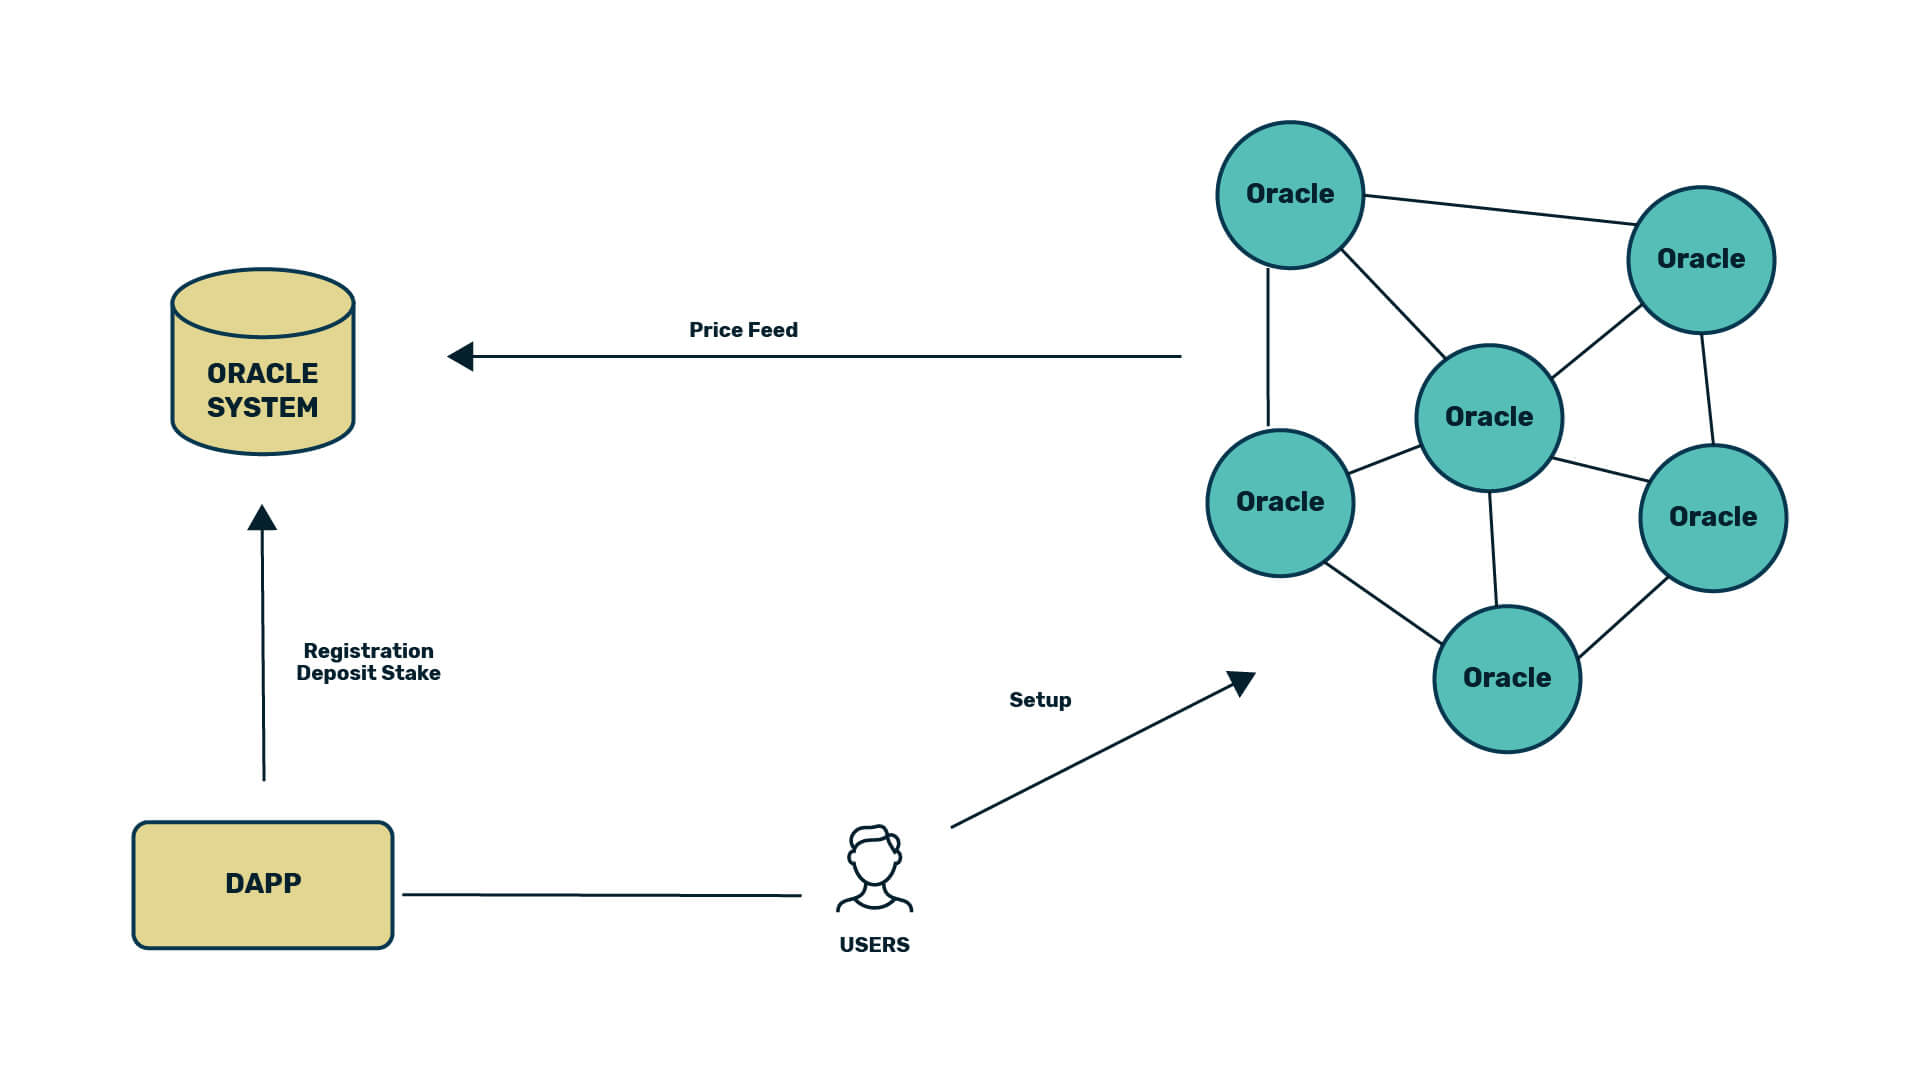 Oracle
Oracle
Price Feed
ORACLE
SYSTEM
Oracle
Oracle
Oracle
Registration
Deposit Stake
Oracle
Setup
DAPP
USERS